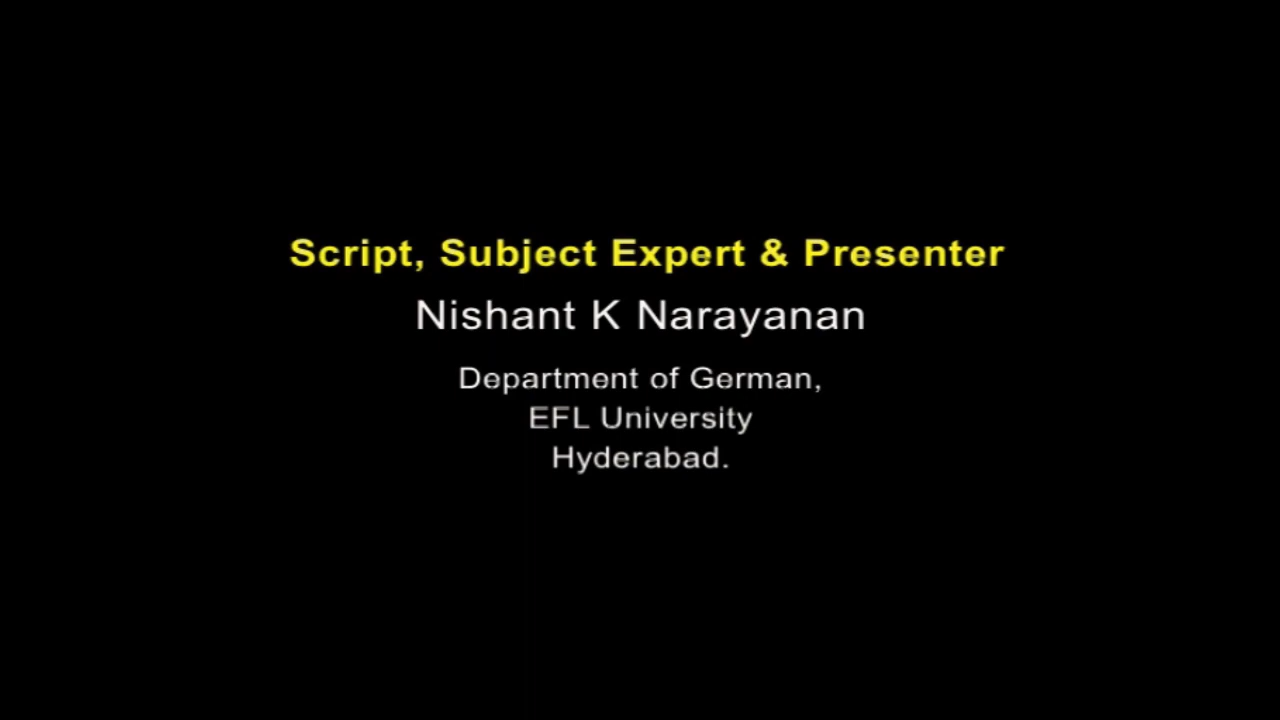 Script, Subject Expert & Presenter
Nishant K Narayanan
Department of German,
EFL University
Hyderabad.